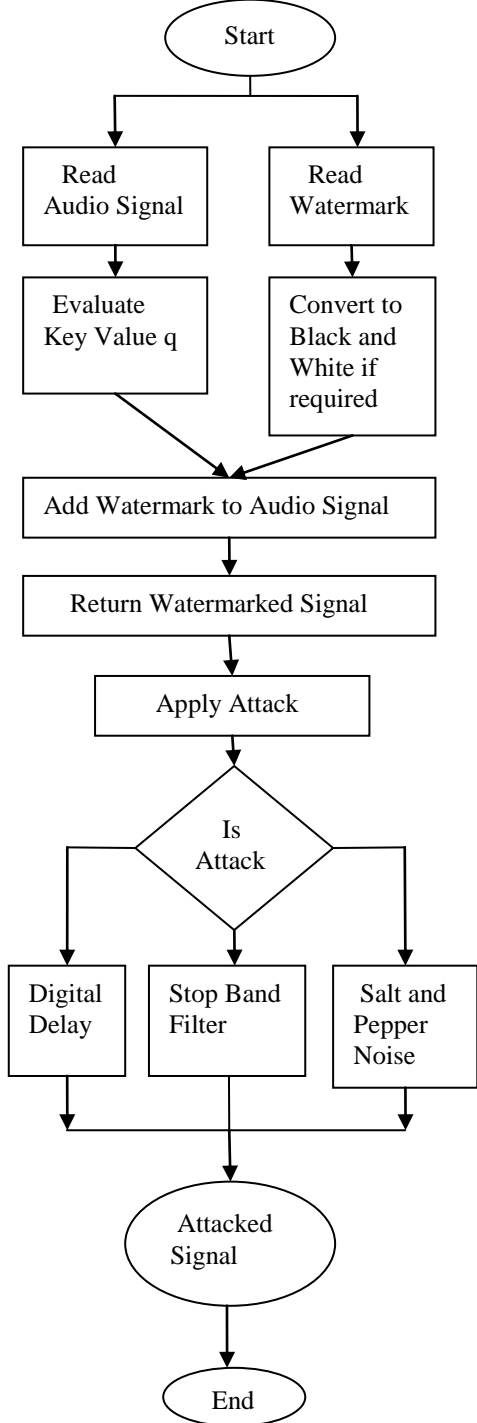 Start
Read
Audio Signal
Read
Watermark
Evaluate
Key Value q
Convert to
Black and
White if
required
Add Watermark to Audio Signal
Return Watermarked Signal
Apply Attack
Is
Attack
Digital
Delay
Stop Band
Filter
Salt and
Pepper
Noise
Attacked
Signal
End